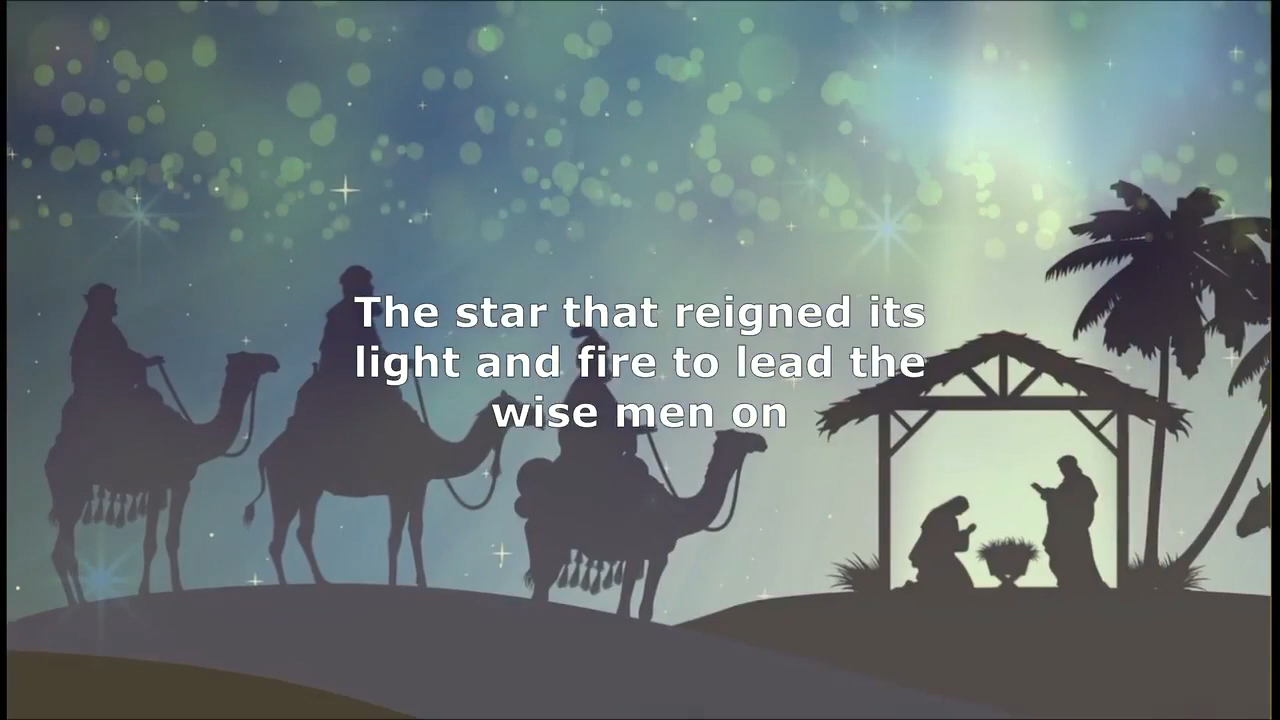 The star that reigned its
light and fire to lead the
wise men on